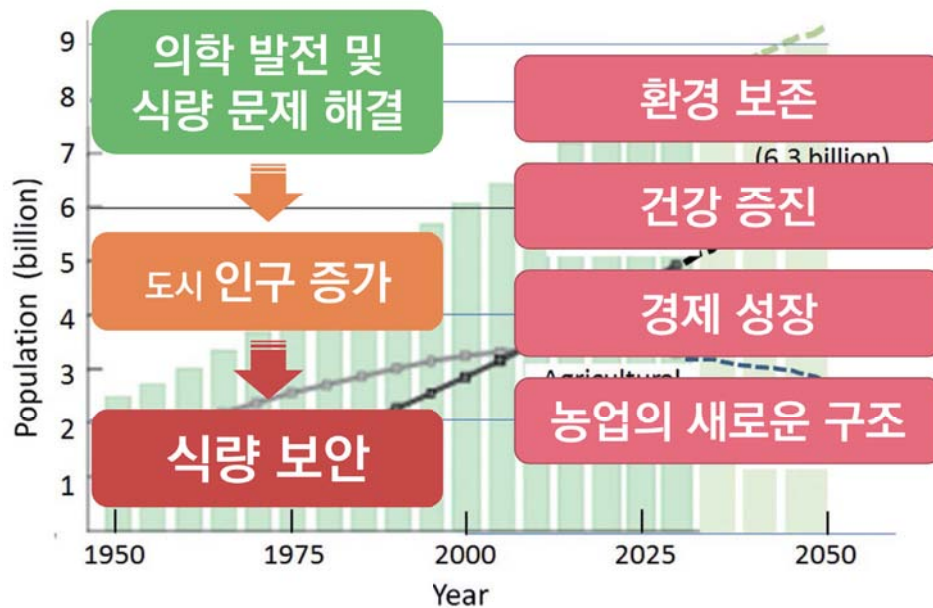 의학 발전 및
식량 문제 해결
도시 인구 증가
식량 보안
환경 보존
(6.3 billion)
건강 증진
경제 성장
농업의 새로운 구조
Population (billion)
9
8
7
6
5
4
3
2
1
1950 1975 2000 2025 2050
Year